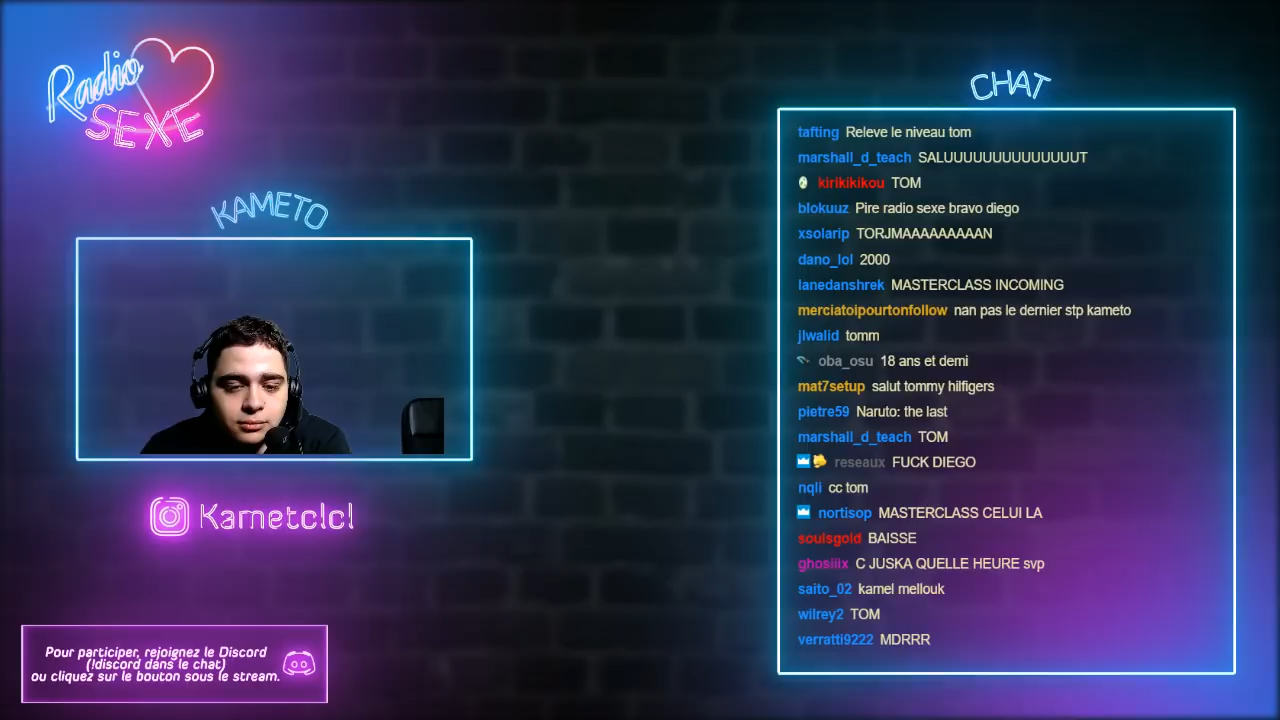 Radio
SEXE
KAMETO
Kametolol
Pour participer, rejoignez le Discord
(!discord dans le chat)
ou cliquez sur le bouton sous le stream.
CHAT
tafting Releve le niveau tom
marshall_d_teach SALUUUUUUUUUUUUUUT
kirikikikou TOM
blokuuz Pire radio sexe bravo diego
xsolarip TORJMAAAAAAAAAN
dano_lol 2000
lanedanshrek MASTERCLASS INCOMING
merciatoipourtonfollow nan pas le dernier stp kameto
jlwalid tomm
oba_osu 18 ans et demi
mat7setup salut tommy hilfigers
pietre59 Naruto: the last
marshall_d_teach TOM
reseaux FUCK DIEGO
nqli cc tom
nortisop MASTERCLASS CELUI LA
soulsgold BAISSE
ghosiiix C JUSKA QUELLE HEURE svp
saito_02 kamel mellouk
wilrey2 TOM
verratti9222 MDRRR